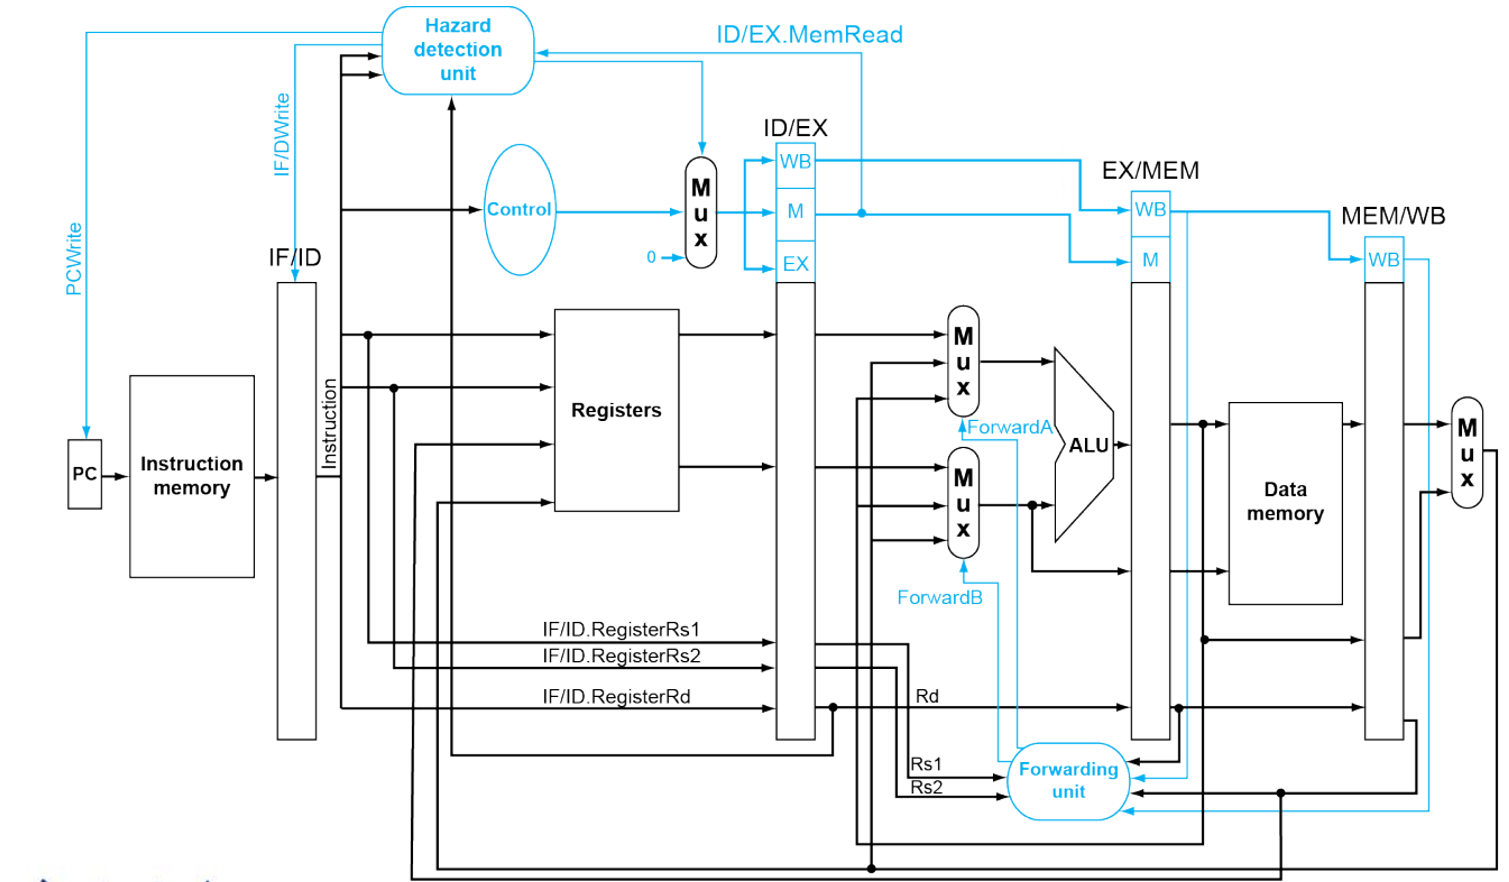 Hazard
detection
unit
ID/EX.MemRead
IF/DWrite
PCWrite
ID/EX
WB
M
EX
Control
M
u
x
0
EX/MEM
WB
M
MEM/WB
WB
IF/ID
PC
Instruction
memory
Instruction
Registers
M
u
x
ForwardA
M
u
x
ForwardB
ALU
Data
memory
M
u
x
IF/ID.RegisterRs1
IF/ID.RegisterRs2
IF/ID.RegisterRd
Rd
Rs1
Rs2
Forwarding
unit